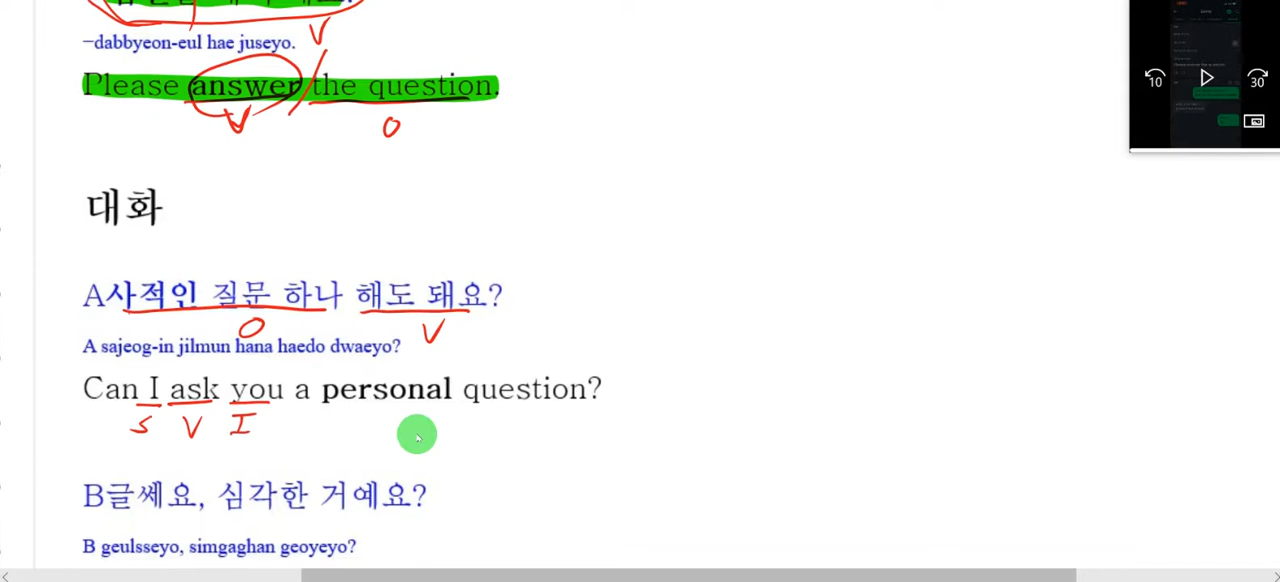 –dabbyeon-eul hae juseyo.
V
Please answer the question.
V
O
10
30
대화
A사적인 질문 하나 해도 돼요?
O
V
A sajeog-in jilmun hana haedo dwaeyo?
Can I ask you a personal question?
S V I
B글쎄요, 심각한 거예요?
B geulsseyo, simgaghan geoyeyo?